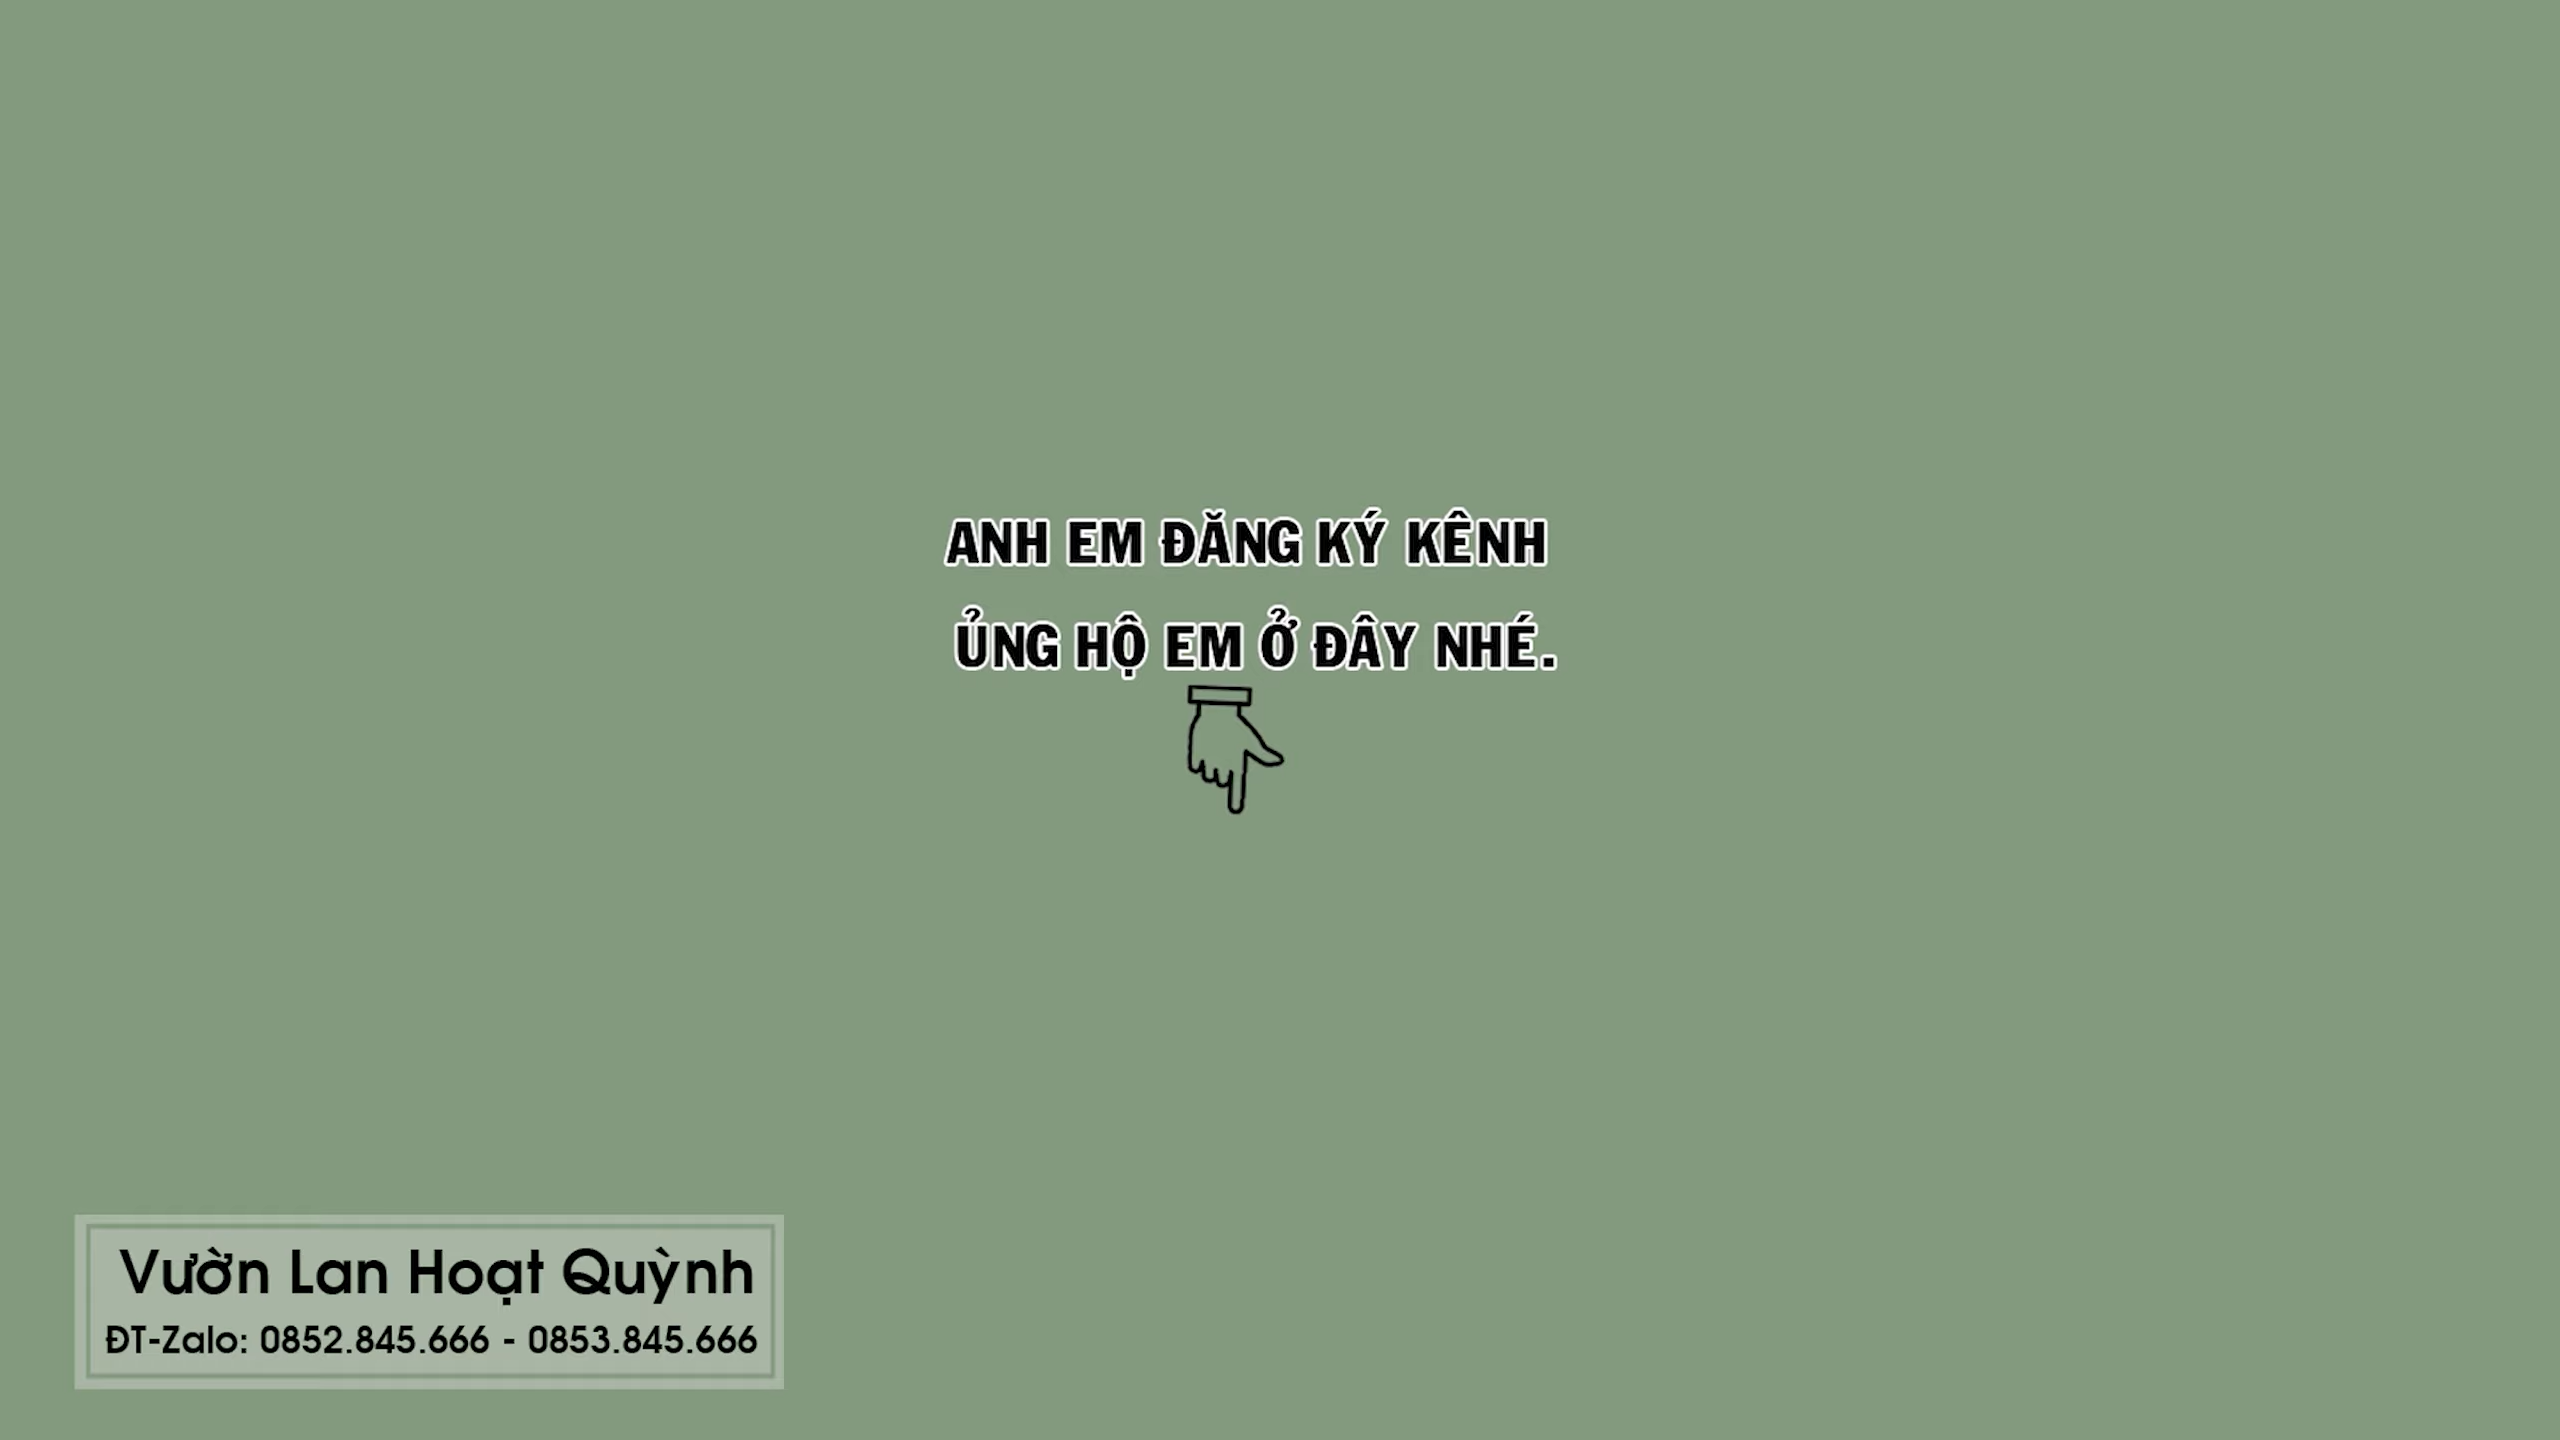 ANH EM ĐĂNG KÝ KÊNH
ỦNG HỘ EM Ở ĐÂY NHÉ.
Vườn Lan Hoạt Quỳnh
ĐT-Zalo: 0852.845.666 - 0853.845.666